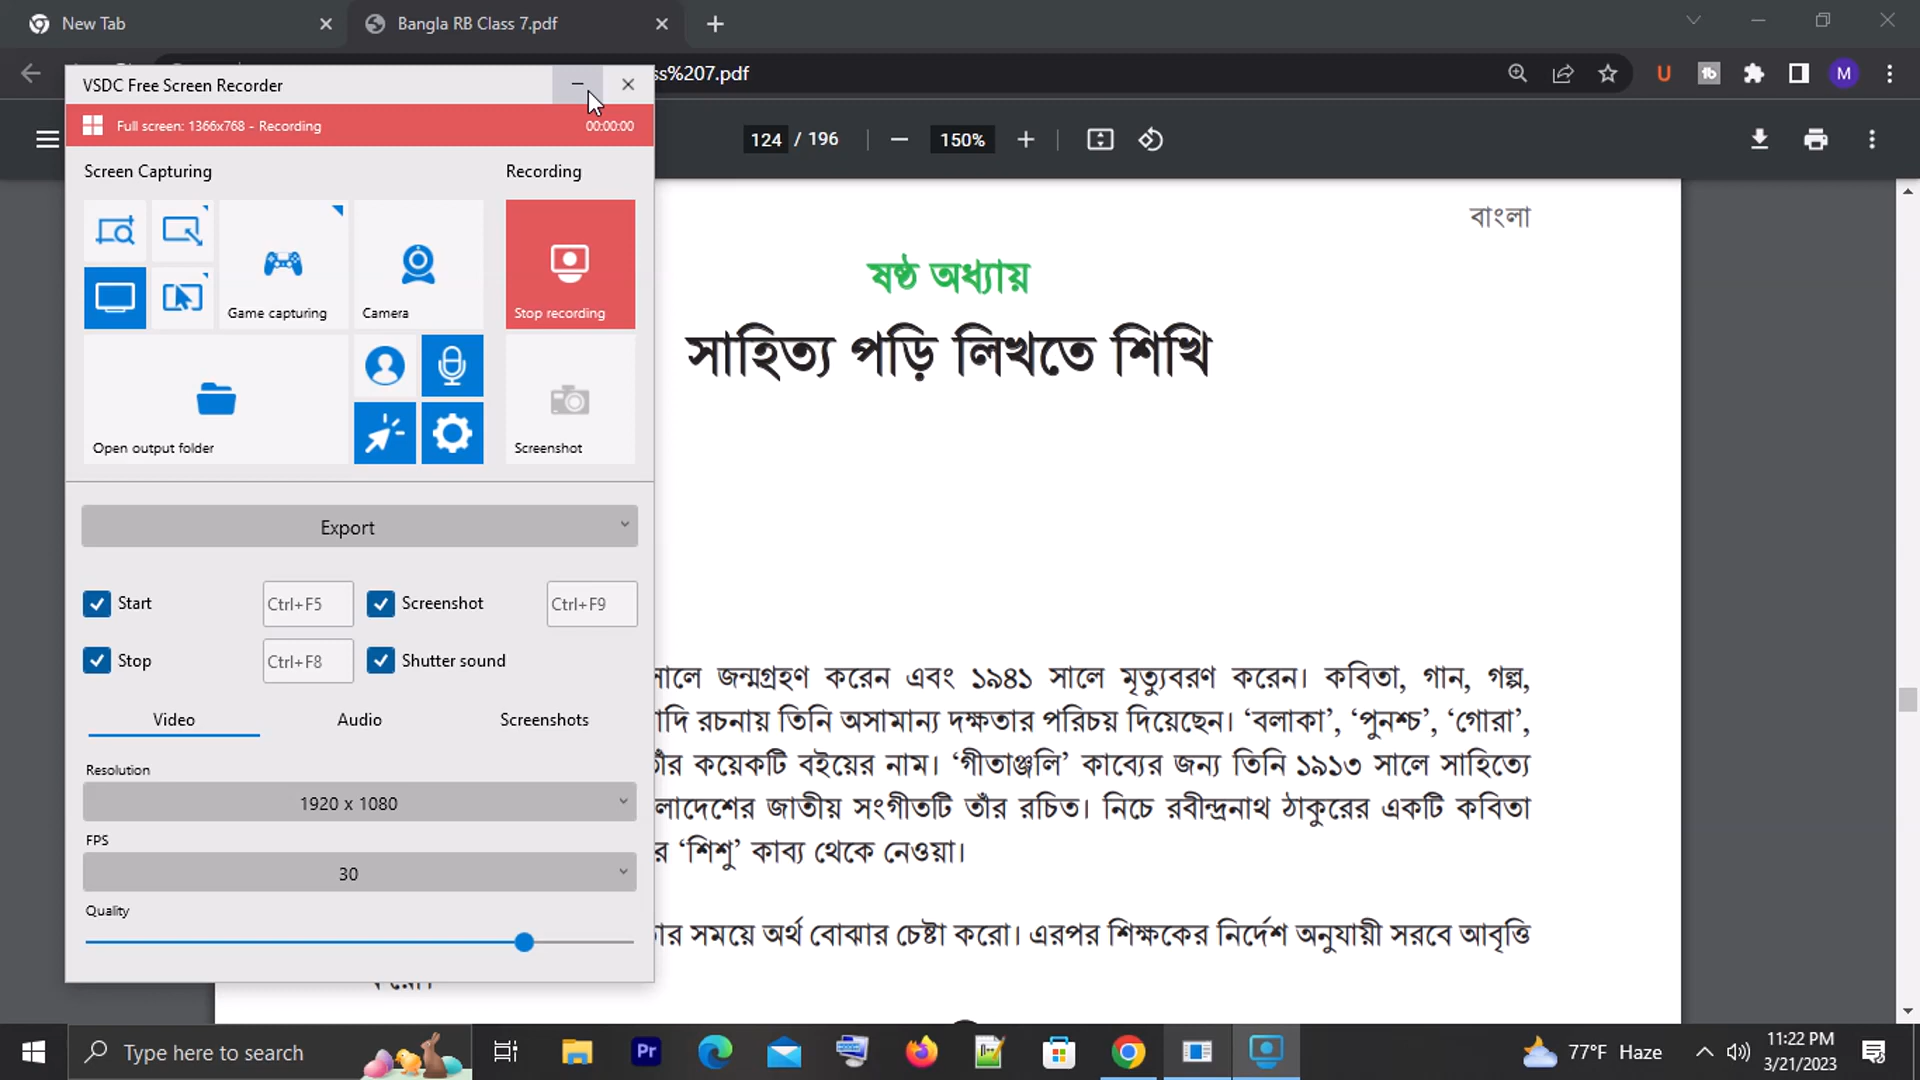 New Tab
Bangla RB Class 7.pdf
ss%207.pdf
M
VSDC Free Screen Recorder
Full screen: 1366x768 - Recording
00:00:00
124 / 196
150%
Screen Capturing
Recording
Game capturing
Camera
Stop recording
Open output folder
Screenshot
Export
Start
Ctrl+F5
Screenshot
Ctrl+F9
Stop
Ctrl+F8
Shutter sound
Video
Audio
Screenshots
Resolution
1920 x 1080
FPS
30
Quality
বাংলা
ষষ্ঠ অধ্যায়
সাহিত্য পড়ি লিখতে শিখি
সালে জন্মগ্রহণ করেন এবং ১৯৪১ সালে মৃত্যুবরণ করেন। কবিতা, গান, গল্প,
রচনায় তিনি অসামান্য দক্ষতার পরিচয় দিয়েছেন। ‘বলাকা’, ‘পুনশ্চ’, ‘গোরা’,
কয়েকটি বইয়ের নাম। ‘গীতাঞ্জলি’ কাব্যের জন্য তিনি ১৯১৩ সালে সাহিত্যে
লাদেশের জাতীয় সংগীতটি তাঁর রচিত। নিচে রবীন্দ্রনাথ ঠাকুরের একটি কবিতা
র ‘শিশু’ কাব্য থেকে নেওয়া।
র সময়ে অর্থ বোঝার চেষ্টা করো। এরপর শিক্ষকের নির্দেশ অনুযায়ী সরবে আবৃত্তি
Type here to search
Pr
77°F Haze
11:22 PM
3/21/2023